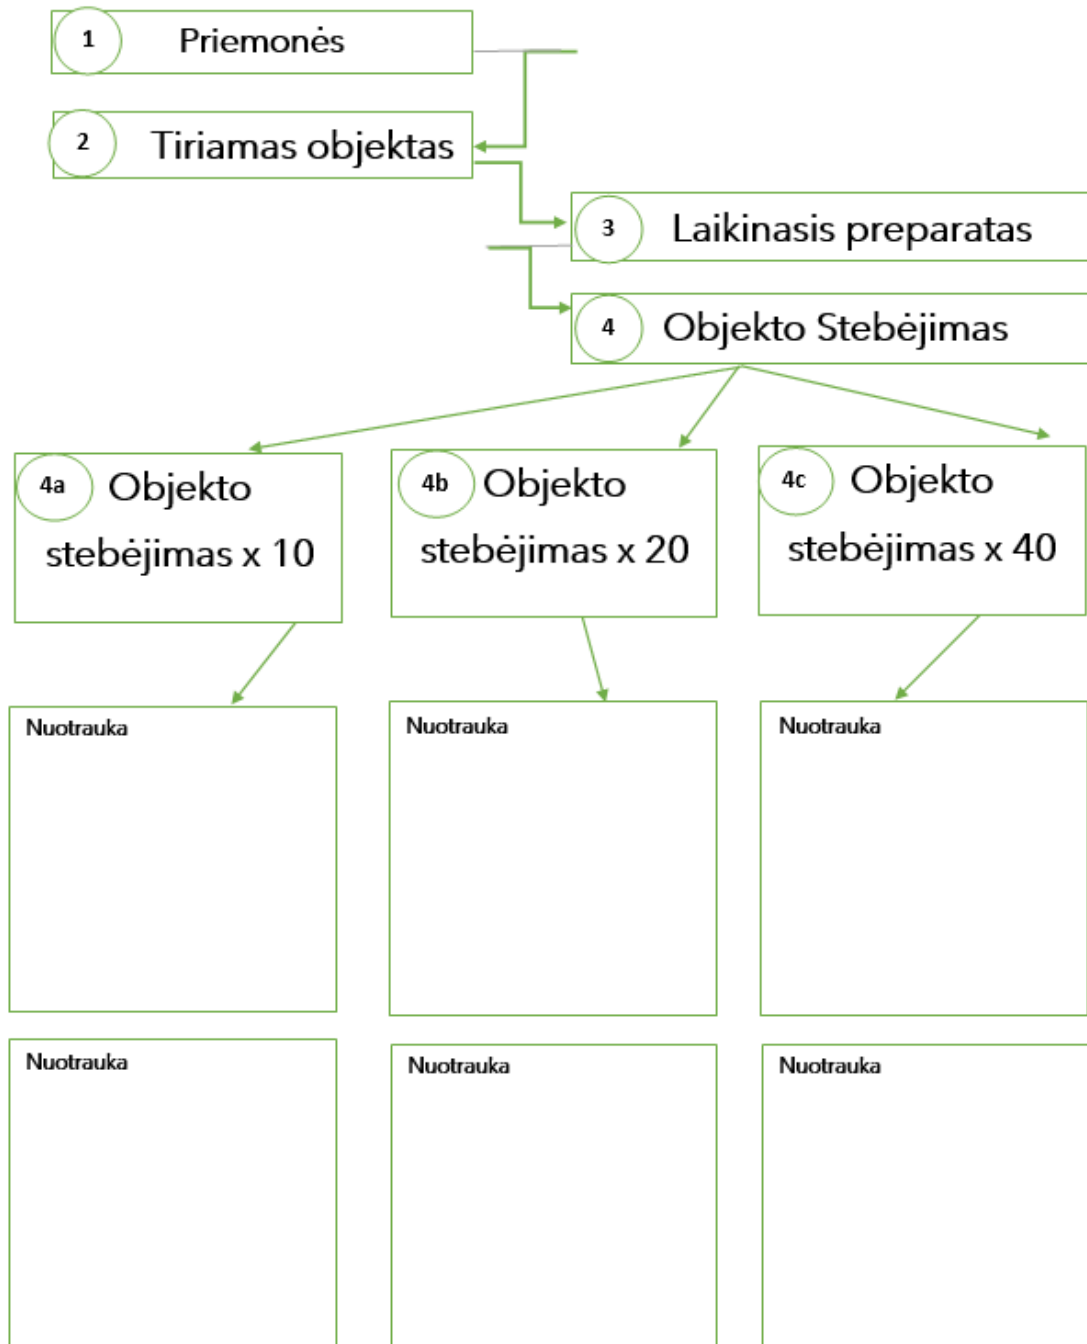 1 Priemonės
2 Tiriamas objektas
3 Laikinasis preparatas
4 Objekto Stebėjimas
4a Objekto
stebėjimas x 10
4b Objekto
stebėjimas x 20
4c Objekto
stebėjimas x 40
Nuotrauka
Nuotrauka
Nuotrauka
Nuotrauka
Nuotrauka
Nuotrauka